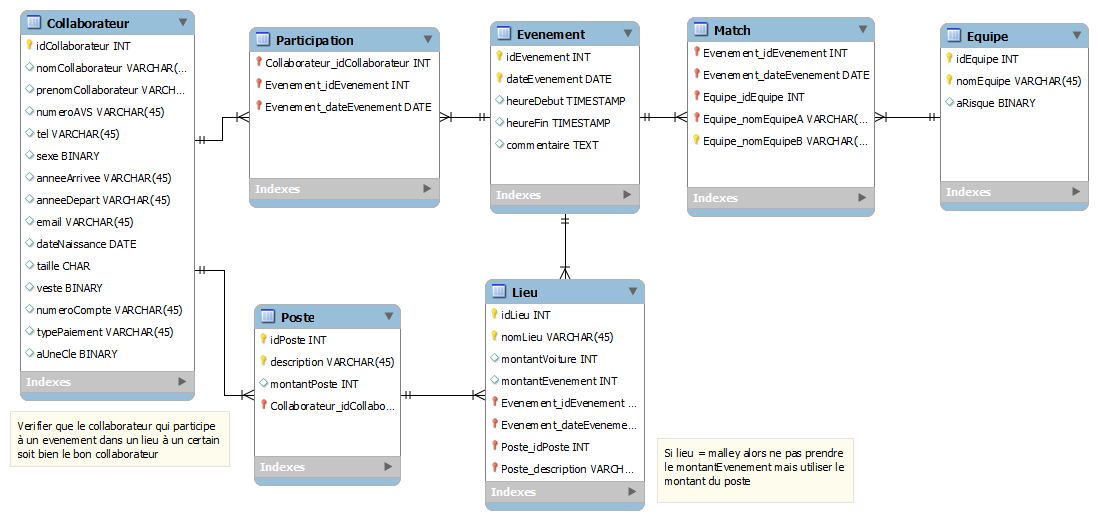 Collaborateur
idCollaborateur INT
nomCollaborateur VARCHAR(...
prenomCollaborateur VARCH...
numeroAVS VARCHAR(45)
tel VARCHAR(45)
sexe BINARY
anneeArrivee VARCHAR(45)
anneeDepart VARCHAR(45)
email VARCHAR(45)
dateNaissance DATE
taille CHAR
veste BINARY
numeroCompte VARCHAR(45)
typePaiement VARCHAR(45)
aUneCle BINARY
Indexes
Participation
Collaborateur_idCollaborateur INT
Evenement_idEvenement INT
Evenement_dateEvenement DATE
Indexes
Evenement
idEvenement INT
dateEvenement DATE
heureDebut TIMESTAMP
heureFin TIMESTAMP
commentaire TEXT
Indexes
Match
Evenement_idEvenement INT
Evenement_dateEvenement DATE
Equipe_idEquipe INT
Equipe_nomEquipeA VARCHAR(...
Equipe_nomEquipeB VARCHAR(...
Indexes
Equipe
idEquipe INT
nomEquipe VARCHAR(45)
aRisque BINARY
Indexes
Poste
idPoste INT
description VARCHAR(45)
montantPoste INT
Collaborateur_idCollabo...
Indexes
Lieu
idLieu INT
nomLieu VARCHAR(45)
montantVoiture INT
montantEvenement INT
Evenement_idEvenement ...
Evenement_dateEveneme...
Poste_idPoste INT
Poste_description VARCH...
Indexes
Verifier que le collaborateur qui participe
à un evenement dans un lieu à un certain
soit bien le bon collaborateur
Si lieu = malley alors ne pas prendre
le montantEvenement mais utiliser le
montant du poste